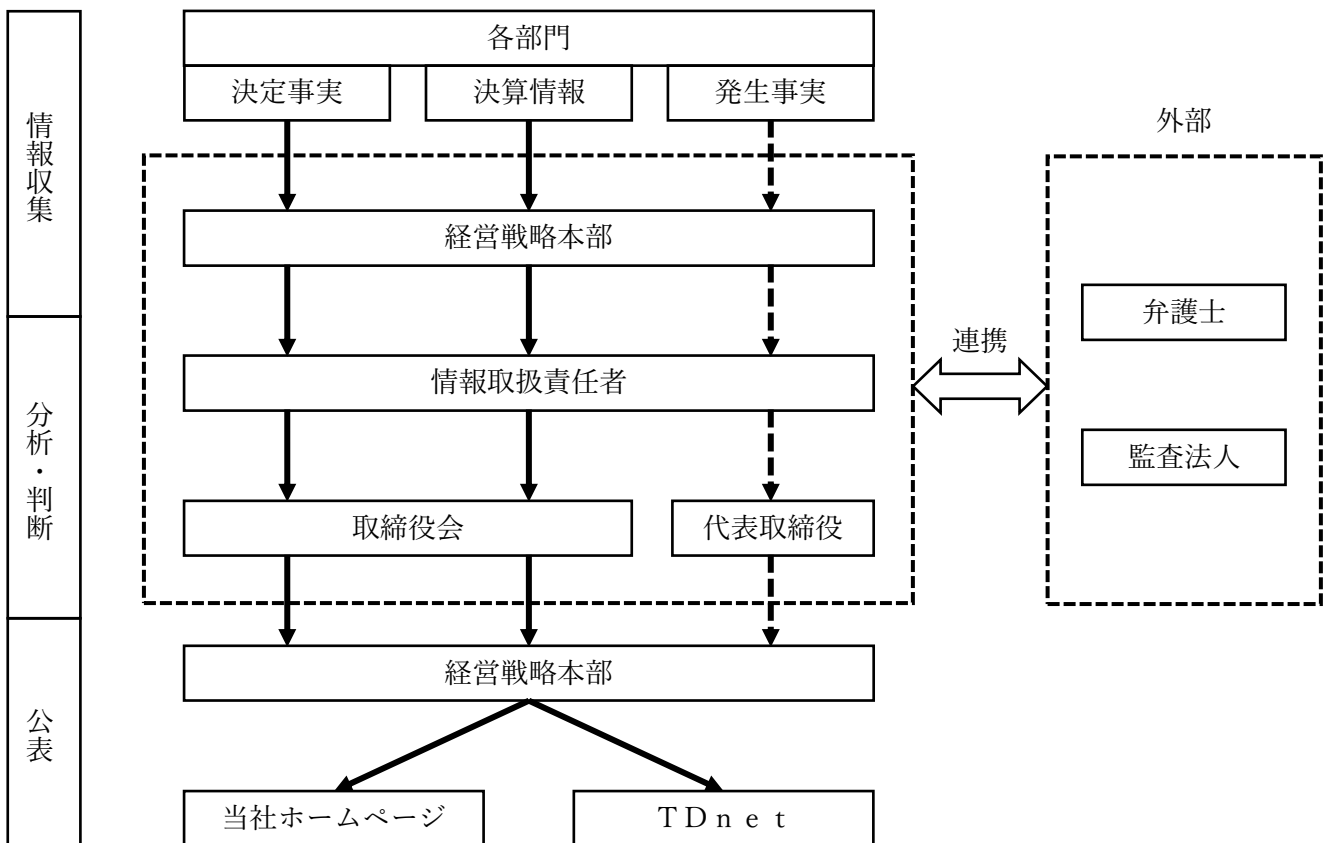 各部門
決定事実
決算情報
発生事実
外部
情報収集
経営戦略本部
弁護士
連携
情報取扱責任者
分析・判断
監査法人
取締役会
代表取締役
経営戦略本部
公表
当社ホームページ
ＴＤｎｅｔ